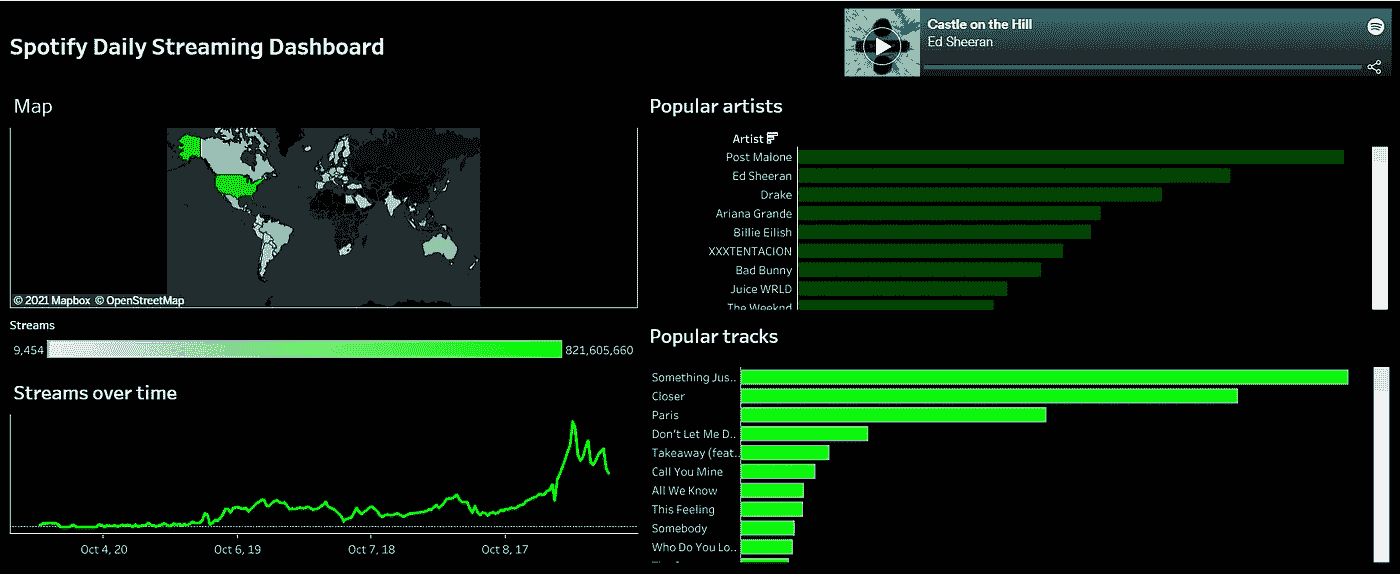 Spotify Daily Streaming Dashboard
Castle on the Hill
Ed Sheeran
Map
© 2021 Mapbox © OpenStreetMap
Streams
9,454
821,605,660
Streams over time
Oct 4, 20
Oct 6, 19
Oct 7, 18
Oct 8, 17
Popular artists
Artist
Post Malone
Ed Sheeran
Drake
Ariana Grande
Billie Eilish
XXXTENTACION
Bad Bunny
Juice WRLD
The Weeknd
Popular tracks
Something Jus..
Closer
Paris
Don't Let Me D..
Takeaway (feat..
Call You Mine
All We Know
This Feeling
Somebody
Who Do You Lo..